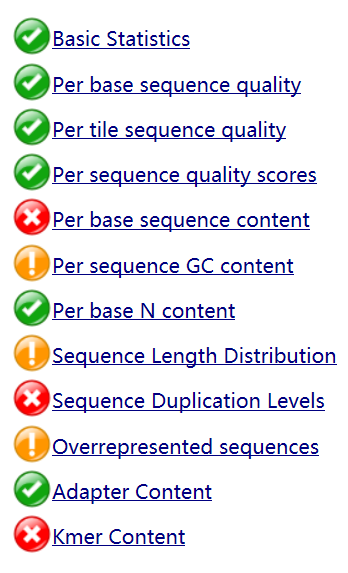 Basic Statistics
Per base sequence quality
Per tile sequence quality
Per sequence quality scores
Per base sequence content
Per sequence GC content
Per base N content
Sequence Length Distribution
Sequence Duplication Levels
Overrepresented sequences
Adapter Content
Kmer Content